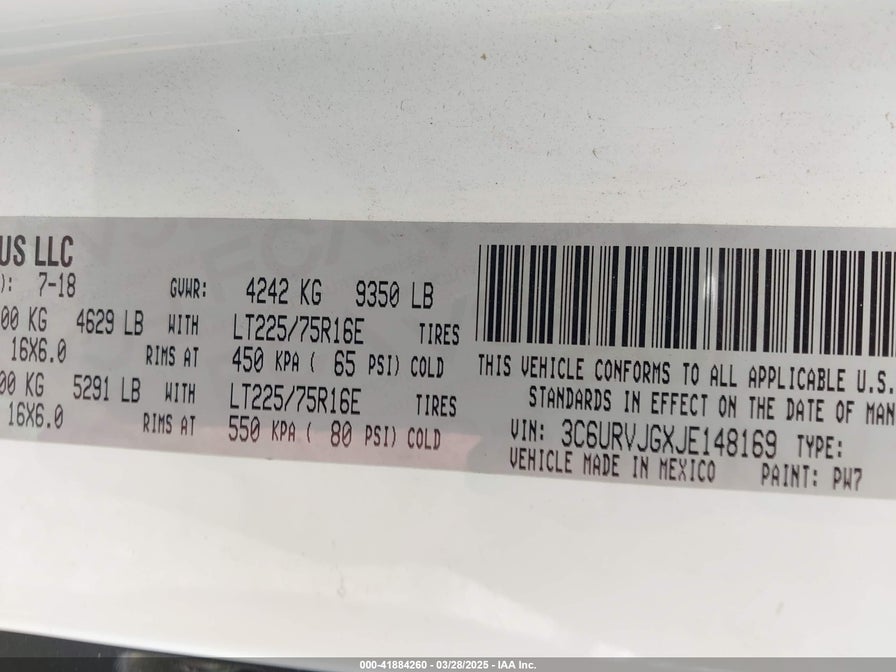 US LLC
): 7-18 GVWR: 4242 KG 9350 LB
00 KG 4629 LB WITH LT225/75R16E TIRES
16X6.0 RIMS AT 450 KPA ( 65 PSI) COLD
00 KG 5291 LB WITH LT225/75R16E TIRES
16X6.0 RIMS AT 550 KPA ( 80 PSI) COLD
THIS VEHICLE CONFORMS TO ALL APPLICABLE U.S.
STANDARDS IN EFFECT ON THE DATE OF MAN
VIN: 3C6URVJGXJE148169 TYPE:
VEHICLE MADE IN MEXICO PAINT: PW7
000-41884260 — 03/28/2025 - IAA Inc.